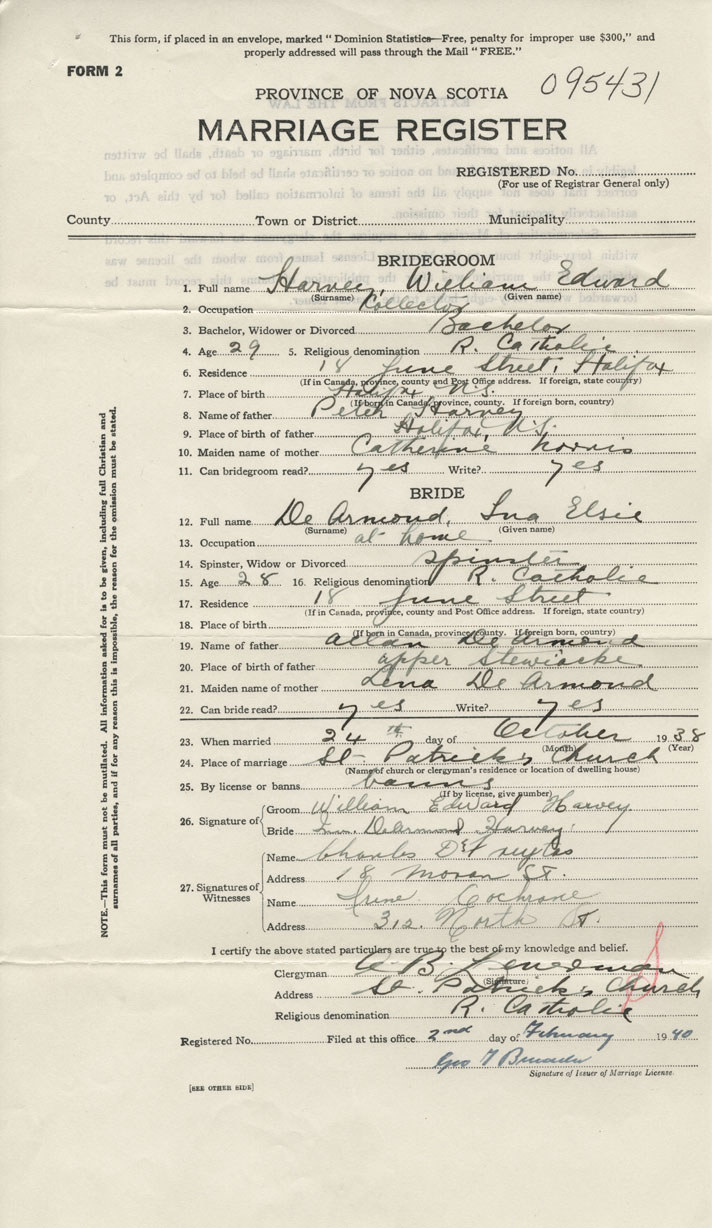 This form, if placed in an envelope, marked "Dominion Statistics—Free, penalty for improper use $300," and
properly addressed will pass through the Mail "FREE."
FORM 2
PROVINCE OF NOVA SCOTIA 095431
MARRIAGE REGISTER
REGISTERED No.
(For use of Registrar General only)
County Town or District Municipality
BRIDEGROOM
1. Full name Harvey, William Edward
(Surname) (Given name)
2. Occupation Collector
3. Bachelor, Widower or Divorced Bachelor
4. Age 29 5. Religious denomination R. Catholic
6. Residence 18 June Street, Halifax
(If in Canada, province, county and Post Office address. If foreign, state country)
7. Place of birth Halifax, N.S.
(If born in Canada, province, county. If foreign born, country)
8. Name of father Peter Harvey
9. Place of birth of father Halifax, N.S.
10. Maiden name of mother Catherine Norris
11. Can bridegroom read? yes Write? yes
BRIDE
12. Full name De Armond, Ina Elsie
(Surname) (Given name)
13. Occupation at home
14. Spinster, Widow or Divorced spinster
15. Age 28 16. Religious denomination R. Catholic
17. Residence 18 June Street
(If in Canada, province, county and Post Office address. If foreign, state country)
18. Place of birth
(If born in Canada, province, county. If foreign born, country)
19. Name of father Allan De Armond
20. Place of birth of father Upper Stewiacke
21. Maiden name of mother Lena De Armond
22. Can bride read? yes Write? yes
23. When married 24th day of October 1938
(Month) (Year)
24. Place of marriage St. Patrick's Church
(Name of church or clergyman's residence or location of dwelling house)
25. By license or banns banns
(If by license, give number)
26. Signature of Groom William Edward Harvey
Bride Ina DeArmond Harvey
27. Signatures of Witnesses
Name Charles
Address 18 Moran St.
Name Cochrane
Address 312 North St.
I certify the above stated particulars are true to the best of my knowledge and belief.
Clergyman C. B.
(Signature)
Address St. Patrick's Church
Religious denomination R. Catholic
Registered No. Filed at this office 2nd day of February 1940
Geo T
Signature of Issuer of Marriage License.
[SEE OTHER SIDE]
NOTE.—This form must not be mutilated. All information asked for is to be given, including full Christian and
surnames of all parties, and if for any reason this is impossible, the reason for the omission must be stated.